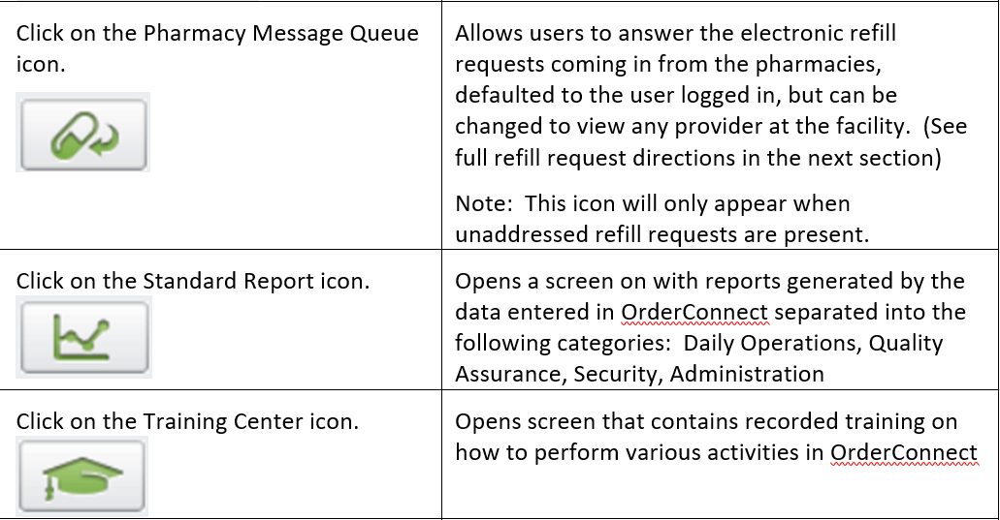 Click on the Pharmacy Message Queue
icon.
Allows users to answer the electronic refill
requests coming in from the pharmacies,
defaulted to the user logged in, but can be
changed to view any provider at the facility.  (See
full refill request directions in the next section)
Note:  This icon will only appear when
unaddressed refill requests are present.
Click on the Standard Report icon.
Opens a screen on with reports generated by the
data entered in OrderConnect separated into the
following categories:  Daily Operations, Quality
Assurance, Security, Administration
Click on the Training Center icon.
Opens screen that contains recorded training on
how to perform various activities in OrderConnect